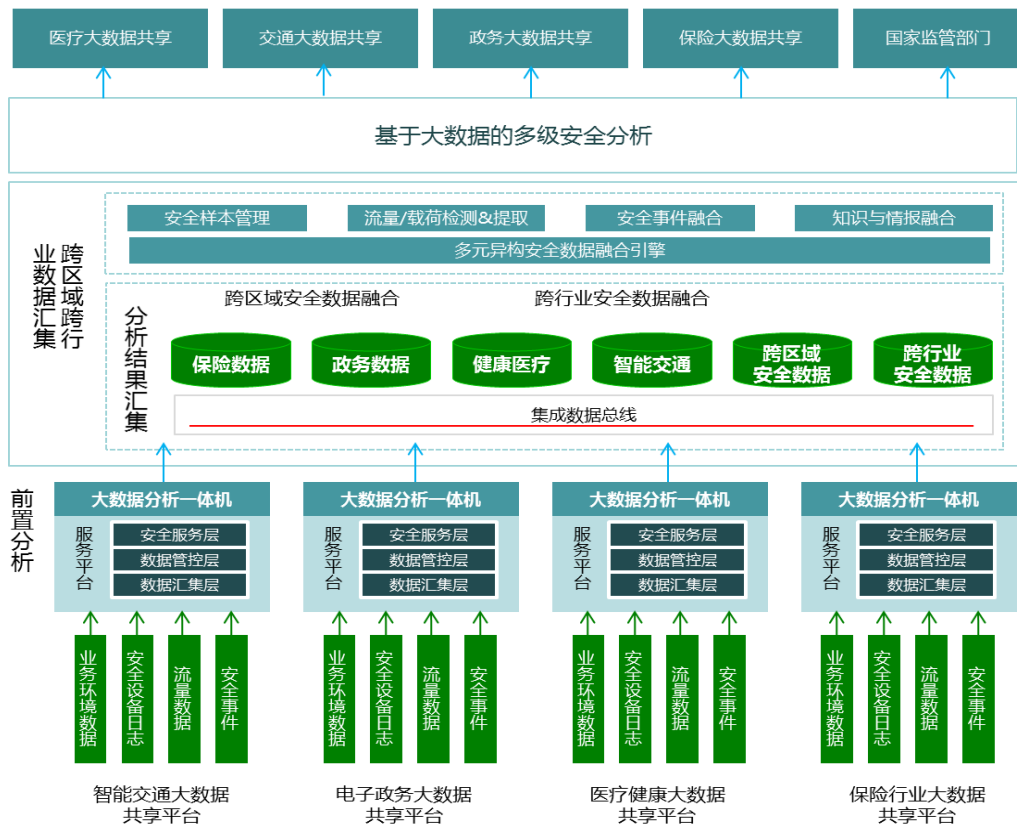 医疗大数据共享
交通大数据共享
政务大数据共享
保险大数据共享
国家监管部门
基于大数据的多级安全分析
跨区域跨行
业数据汇集
安全样本管理
流量/载荷检测&提取
安全事件融合
知识与情报融合
多元异构安全数据融合引擎
分析结果汇集
跨区域安全数据融合
跨行业安全数据融合
保险数据
政务数据
健康医疗
智能交通
跨区域
安全数据
跨行业
安全数据
集成数据总线
前置分析
大数据分析一体机
服务平台
安全服务层
数据管控层
数据汇集层
大数据分析一体机
服务平台
安全服务层
数据管控层
数据汇集层
大数据分析一体机
服务平台
安全服务层
数据管控层
数据汇集层
大数据分析一体机
服务平台
安全服务层
数据管控层
数据汇集层
业务环境数据
安全设备日志
流量数据
安全事件
业务环境数据
安全设备日志
流量数据
安全事件
业务环境数据
安全设备日志
流量数据
安全事件
业务环境数据
安全设备日志
流量数据
安全事件
智能交通大数据
共享平台
电子政务大数据
共享平台
医疗健康大数据
共享平台
保险行业大数据
共享平台